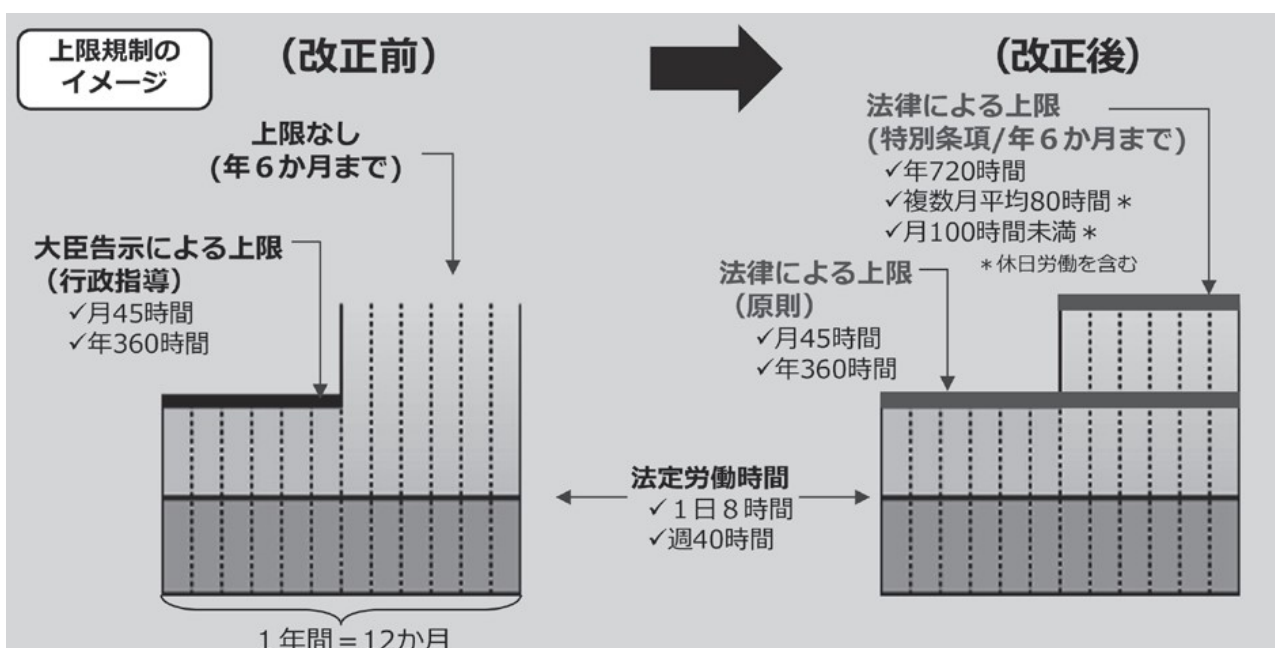 上限規制の
イメージ
(改正前)
(改正後)
上限なし
(年６か月まで)
大臣告示による上限
(行政指導)
✓月45時間
✓年360時間
法律による上限
(特別条項/年６か月まで)
✓年720時間
✓複数月平均80時間＊
✓月100時間未満＊
＊休日労働を含む
法律による上限
(原則)
✓月45時間
✓年360時間
法定労働時間
✓１日８時間
✓週40時間
１年間＝12か月